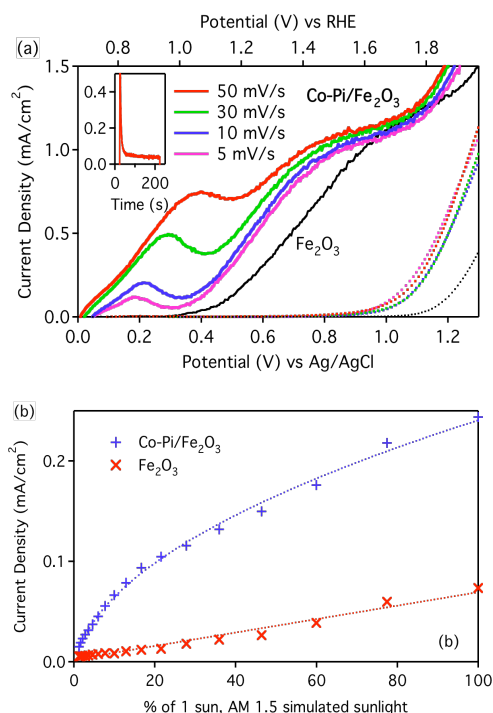 Potential (V) vs RHE
(a)
0.8 1.0 1.2 1.4 1.6 1.8
1.5
1.0
0.5
0.0
Current Density (mA/cm²)
0.4
0.2
0.0
0 200
Time (s)
50 mV/s
30 mV/s
10 mV/s
5 mV/s
Co-Pi/Fe₂O₃
Fe₂O₃
0.0 0.2 0.4 0.6 0.8 1.0 1.2
Potential (V) vs Ag/AgCl
(b)
0.2
0.1
0.0
Current Density (mA/cm²)
Co-Pi/Fe₂O₃
Fe₂O₃
(b)
0 20 40 60 80 100
% of 1 sun, AM 1.5 simulated sunlight